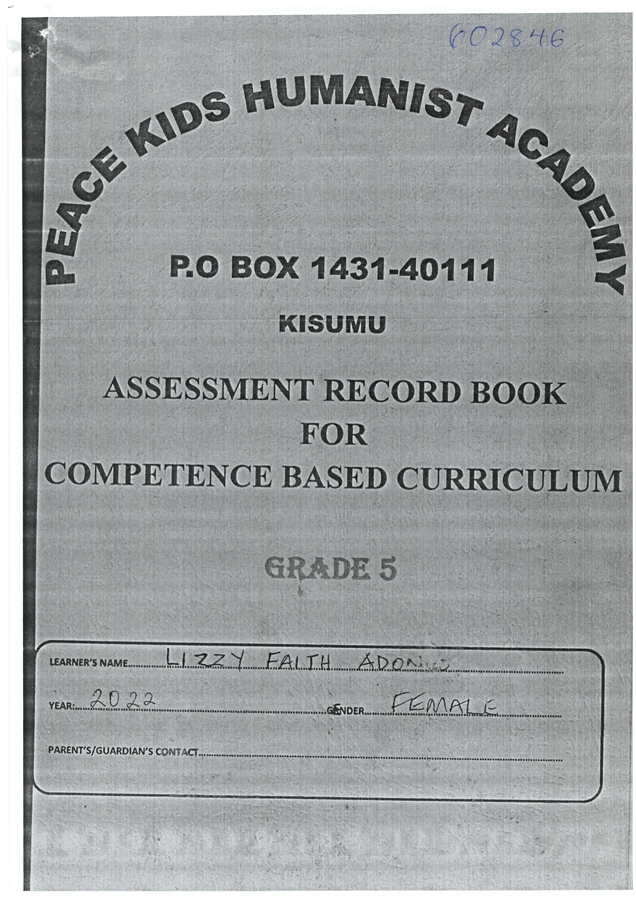 602846
PEACE KIDS HUMANIST ACADEMY
P.O BOX 1431-40111
KISUMU
ASSESSMENT RECORD BOOK
FOR
COMPETENCE BASED CURRICULUM
GRADE 5
LEARNER'S NAME LIZZY FAITH
YEAR: 2022 GENDER FEMALE
PARENT'S/GUARDIAN'S CONTACT